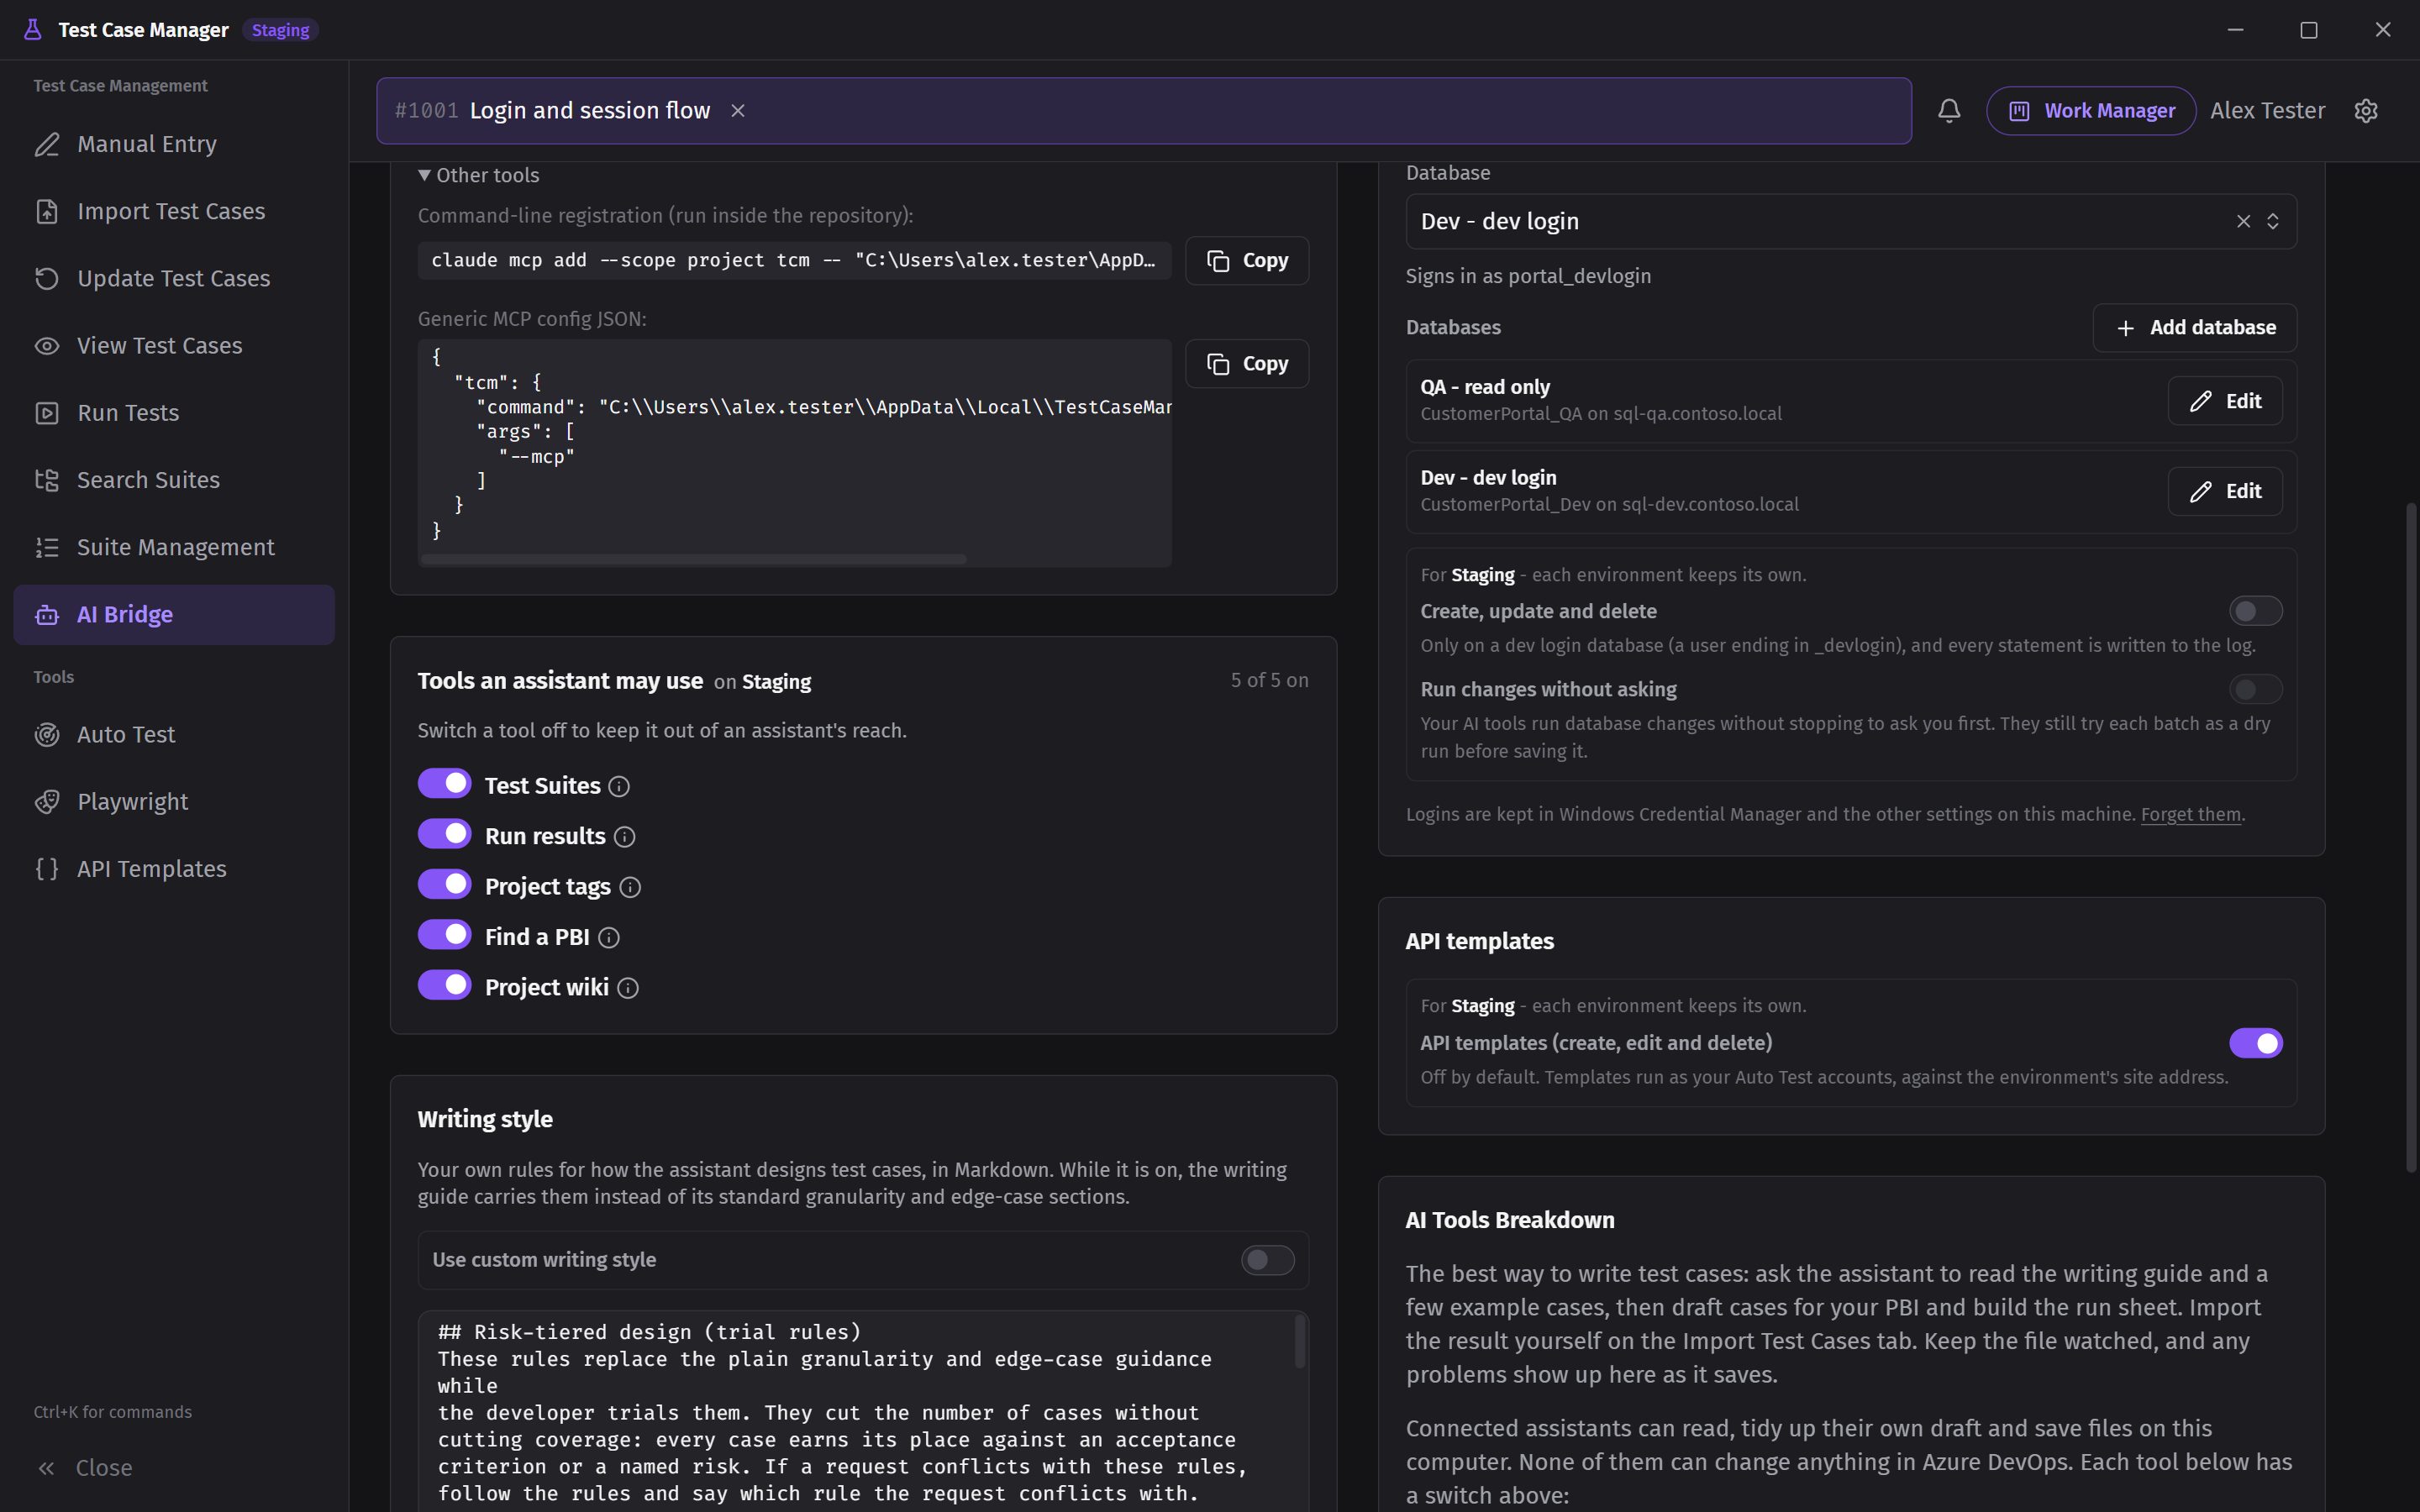 Test Case Manager Staging
Test Case Management
Manual Entry
Import Test Cases
Update Test Cases
View Test Cases
Run Tests
Search Suites
Suite Management
AI Bridge
Tools
Auto Test
Playwright
API Templates
Ctrl+K for commands
Close
#1001 Login and session flow
Work Manager
Alex Tester
Other tools
Command-line registration (run inside the repository):
claude mcp add --scope project tcm -- "C:\Users\alex.tester\AppD…
Copy
Generic MCP config JSON:
{
"tcm": {
"command": "C:\\Users\\alex.tester\\AppData\\Local\\TestCaseMar
"args": [
"--mcp"
]
}
}
Copy
Tools an assistant may use on Staging
5 of 5 on
Switch a tool off to keep it out of an assistant's reach.
Test Suites
Run results
Project tags
Find a PBI
Project wiki
Writing style
Your own rules for how the assistant designs test cases, in Markdown. While it is on, the writing
guide carries them instead of its standard granularity and edge-case sections.
Use custom writing style
## Risk-tiered design (trial rules)
These rules replace the plain granularity and edge-case guidance
while
the developer trials them. They cut the number of cases without
cutting coverage: every case earns its place against an acceptance
criterion or a named risk. If a request conflicts with these rules,
follow the rules and say which rule the request conflicts with.
Database
Dev - dev login
Signs in as portal_devlogin
Databases
Add database
QA - read only
CustomerPortal_QA on sql-qa.contoso.local
Edit
Dev - dev login
CustomerPortal_Dev on sql-dev.contoso.local
Edit
For Staging - each environment keeps its own.
Create, update and delete
Only on a dev login database (a user ending in _devlogin), and every statement is written to the log.
Run changes without asking
Your AI tools run database changes without stopping to ask you first. They still try each batch as a dry
run before saving it.
Logins are kept in Windows Credential Manager and the other settings on this machine. Forget them.
API templates
For Staging - each environment keeps its own.
API templates (create, edit and delete)
Off by default. Templates run as your Auto Test accounts, against the environment's site address.
AI Tools Breakdown
The best way to write test cases: ask the assistant to read the writing guide and a
few example cases, then draft cases for your PBI and build the run sheet. Import
the result yourself on the Import Test Cases tab. Keep the file watched, and any
problems show up here as it saves.
Connected assistants can read, tidy up their own draft and save files on this
computer. None of them can change anything in Azure DevOps. Each tool below has
a switch above: